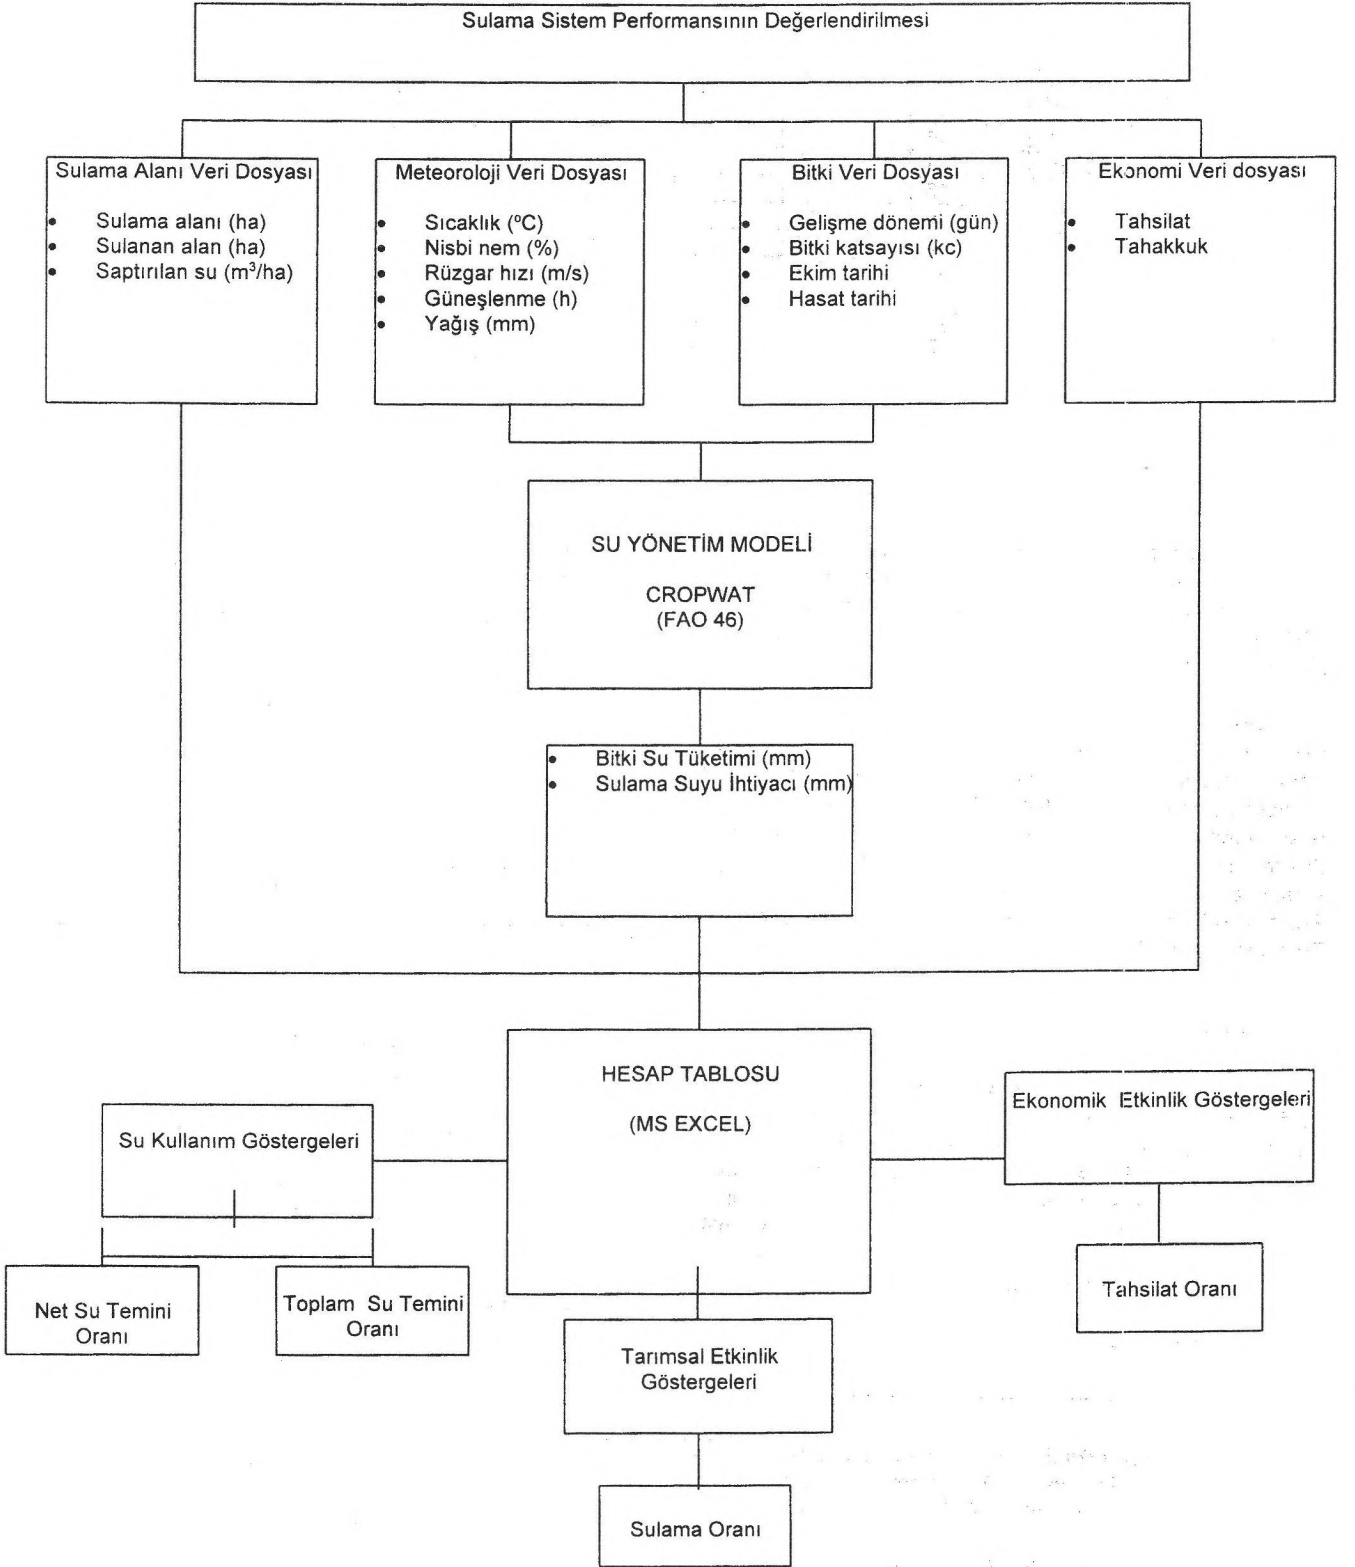 Sulama Sistem Performansının Değerlendirilmesi
Sulama Alanı Veri Dosyası
• Sulama alanı (ha)
• Sulanan alan (ha)
• Saptırılan su (m³/ha)
Meteoroloji Veri Dosyası
• Sıcaklık (ºC)
• Nisbi nem (%)
• Rüzgar hızı (m/s)
• Güneşlenme (h)
• Yağış (mm)
Bitki Veri Dosyası
• Gelişme dönemi (gün)
• Bitki katsayısı (kc)
• Ekim tarihi
• Hasat tarihi
Ekonomi Veri dosyası
• Tahsilat
• Tahakkuk
SU YÖNETİM MODELİ
CROPWAT
(FAO 46)
• Bitki Su Tüketimi (mm)
• Sulama Suyu İhtiyacı (mm)
HESAP TABLOSU
(MS EXCEL)
Su Kullanım Göstergeleri
Ekonomik Etkinlik Göstergeleri
Net Su Temini
Oranı
Toplam Su Temini
Oranı
Tahsilat Oranı
Tarımsal Etkinlik
Göstergeleri
Sulama Oranı